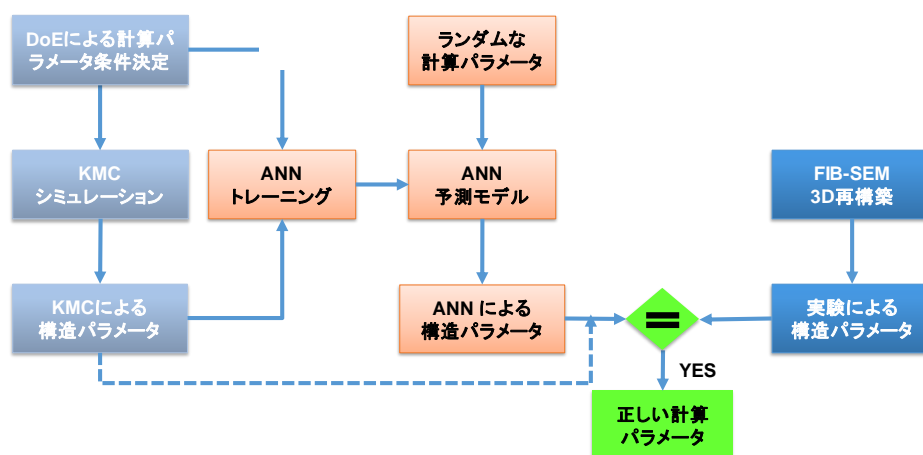 DoEによる計算パ
ラメータ条件決定
ランダムな
計算パラメータ
KMC
シミュレーション
ANN
トレーニング
ANN
予測モデル
FIB-SEM
3D再構築
KMCによる
構造パラメータ
ANN による
構造パラメータ
=
実験による
構造パラメータ
YES
正しい計算
パラメータ